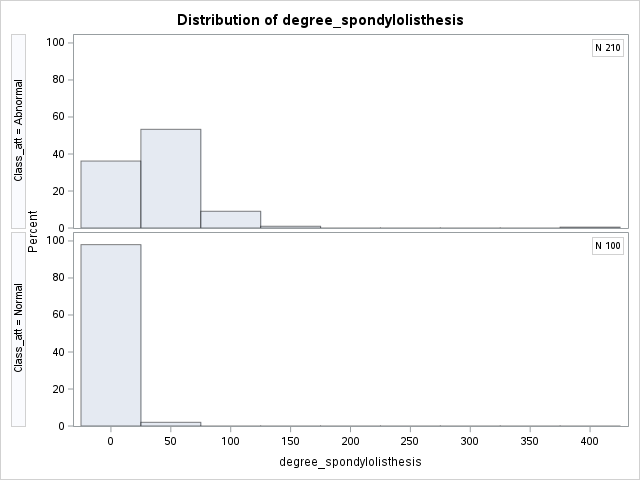 Distribution of degree_spondylolisthesis
Class_att = Abnormal
N 210
100
80
60
40
20
0
Percent
Class_att = Normal
N 100
100
80
60
40
20
0
0 50 100 150 200 250 300 350 400
degree_spondylolisthesis